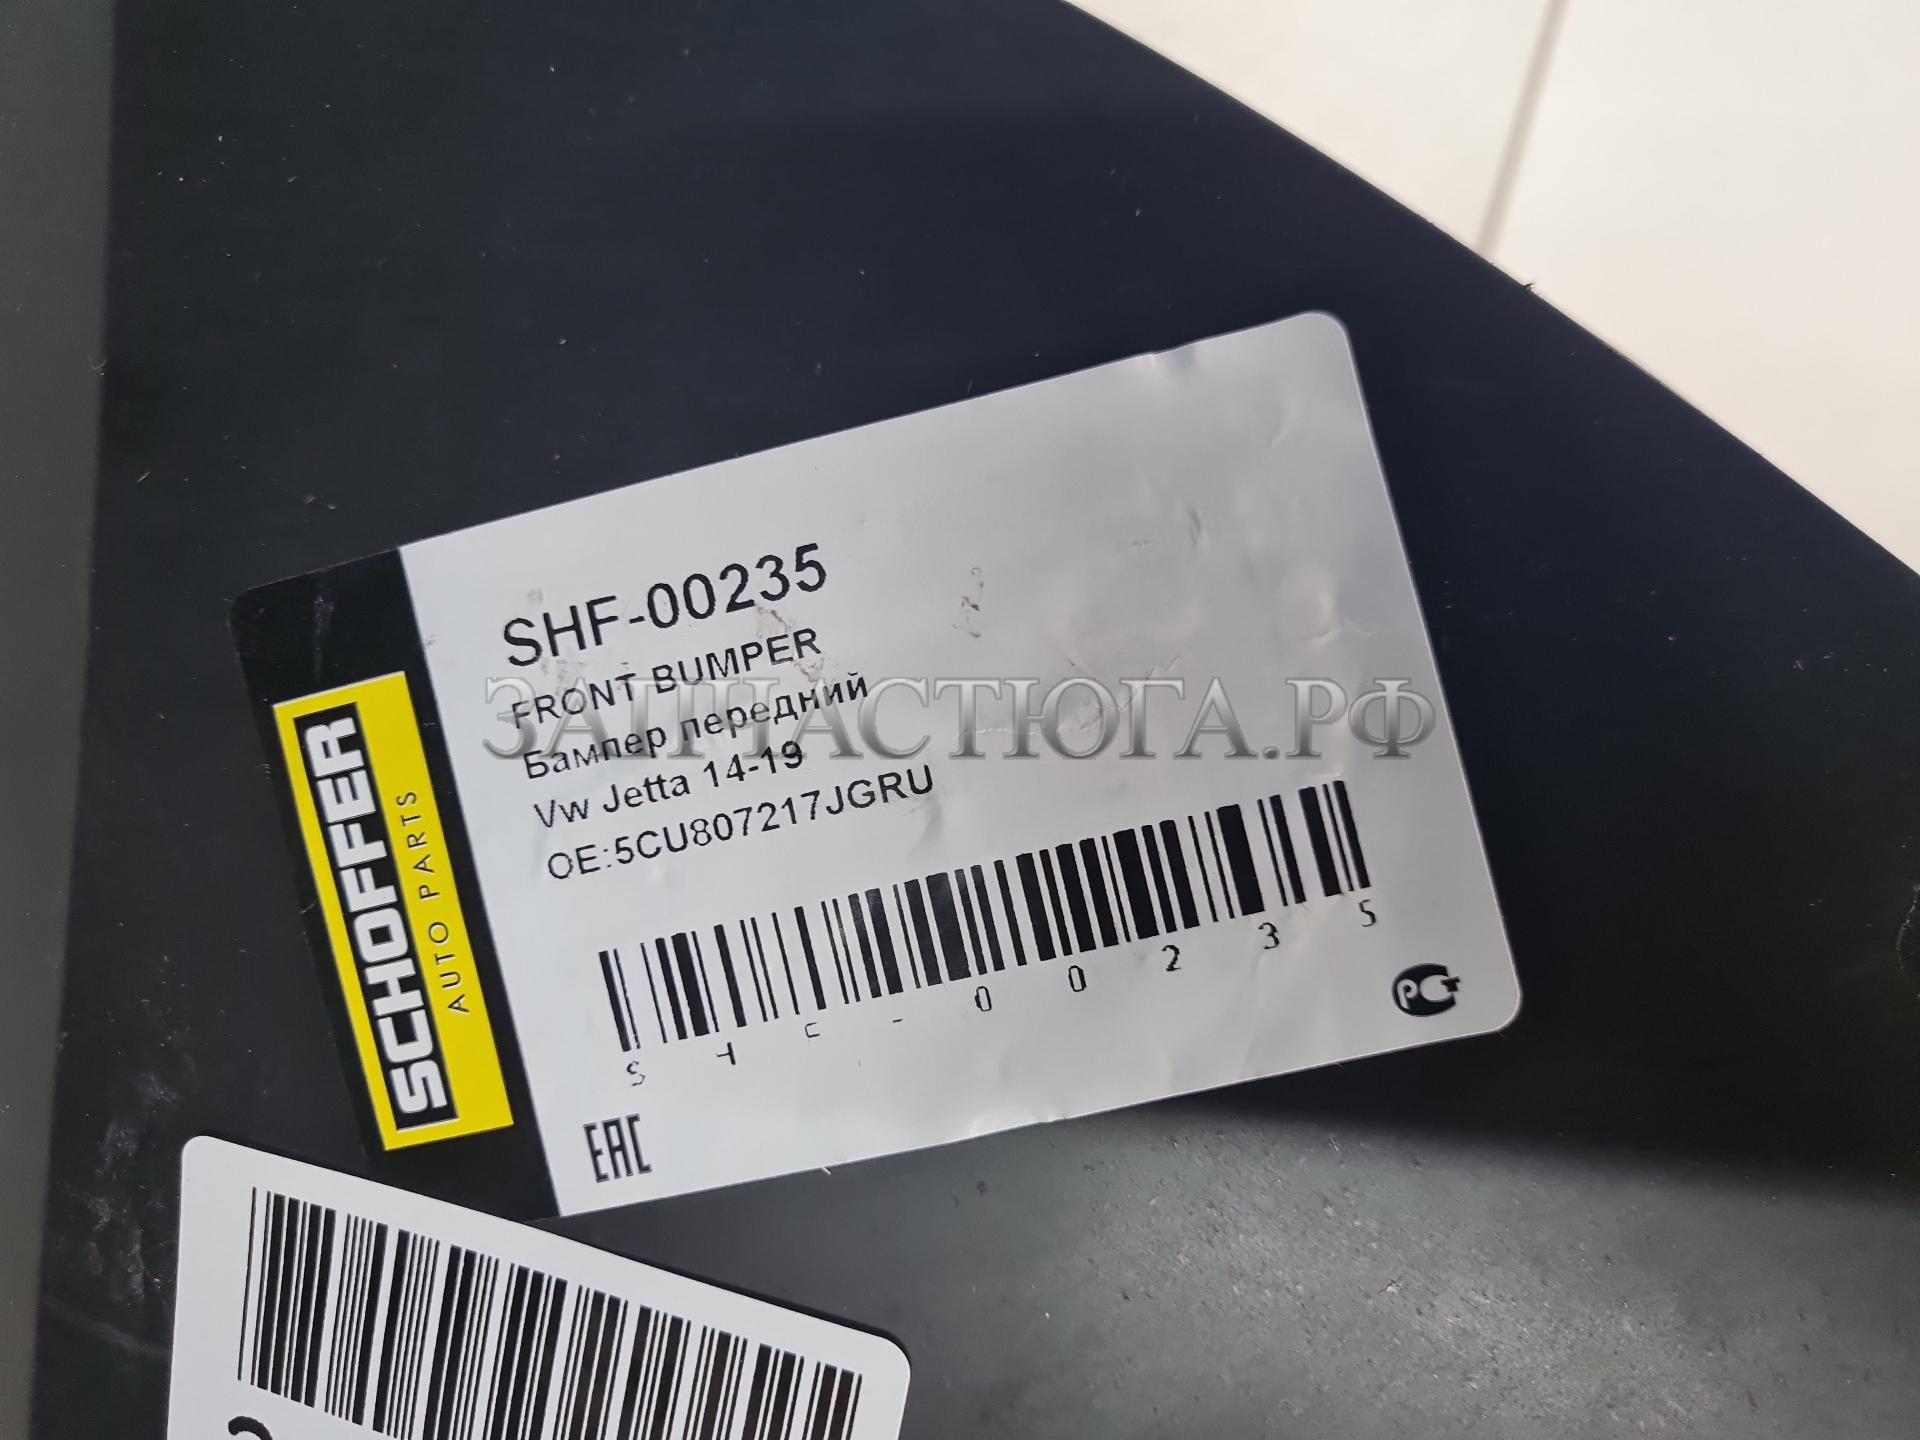 SHF-00235
FRONT BUMPER
Бампер передний
Vw Jetta 14-19
OE:5CU807217JGRU
SHF-00235
EAC
РСТ
SCHOFFER
AUTO PARTS
ЗАПЧАСТЮГА.РФ